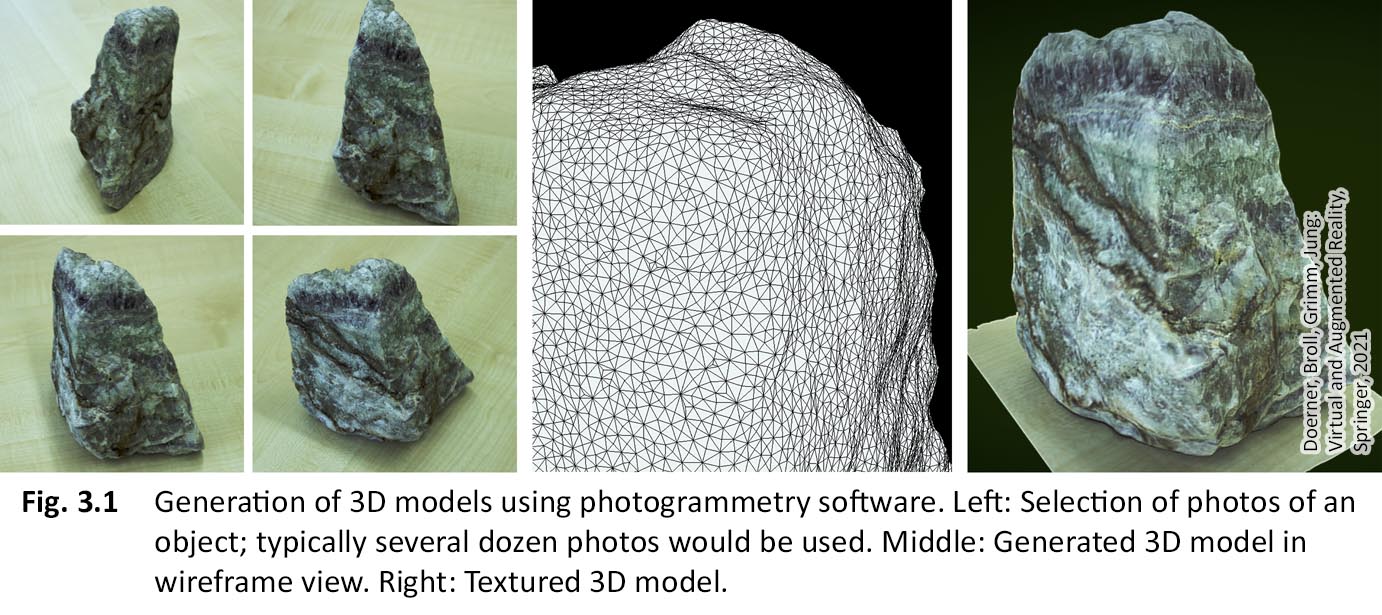 Doerner, Broll, Grimm, Jung:
Virtual and Augmented Reality,
Springer, 2021
Fig. 3.1 Generation of 3D models using photogrammetry software. Left: Selection of photos of an
object; typically several dozen photos would be used. Middle: Generated 3D model in
wireframe view. Right: Textured 3D model.